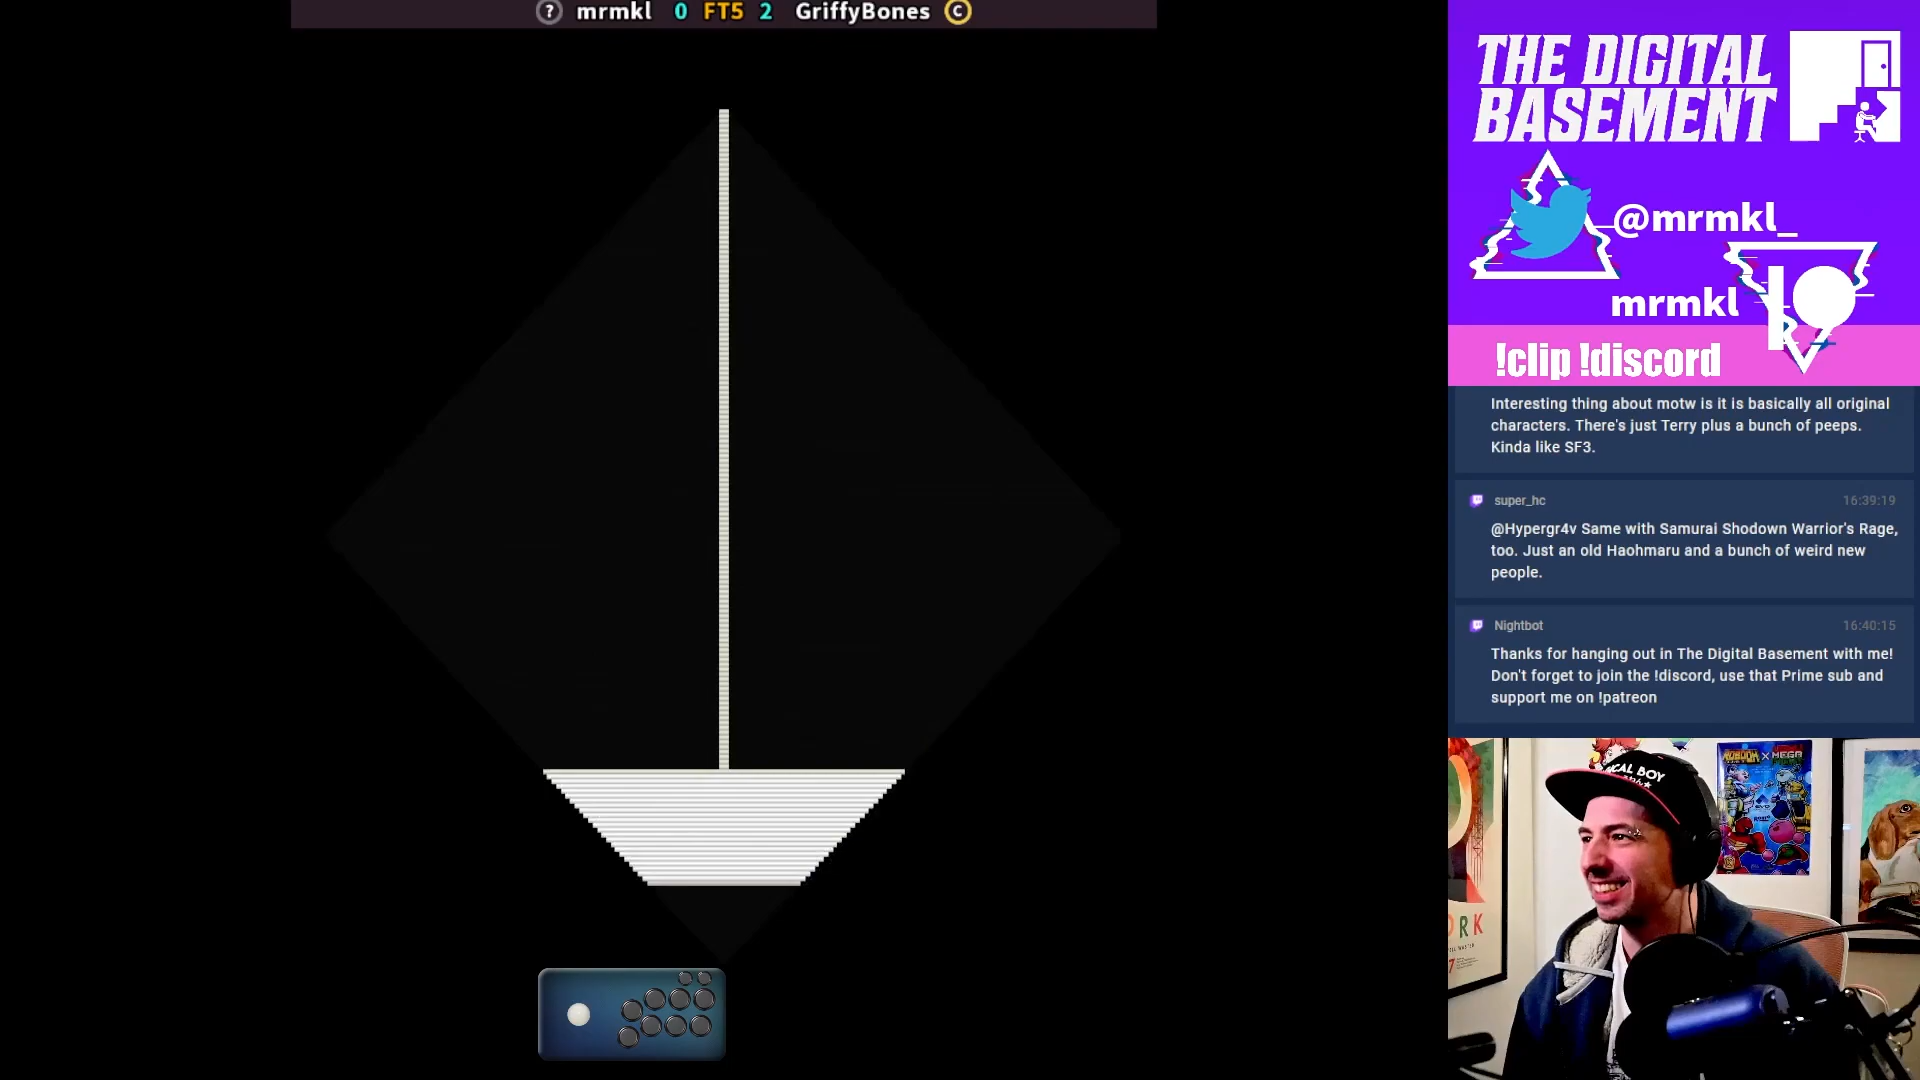 ? mrmkl 0 FT5 2 GriffyBones C
THE DIGITAL
BASEMENT
@mrmkl_
mrmkl
!clip !discord
Interesting thing about motw is it is basically all original
characters. There's just Terry plus a bunch of peeps.
Kinda like SF3.
super_hc 16:39:19
@Hypergr4v Same with Samurai Shodown Warrior's Rage,
too. Just an old Haohmaru and a bunch of weird new
people.
Nightbot 16:40:15
Thanks for hanging out in The Digital Basement with me!
Don't forget to join the !discord, use that Prime sub and
support me on !patreon